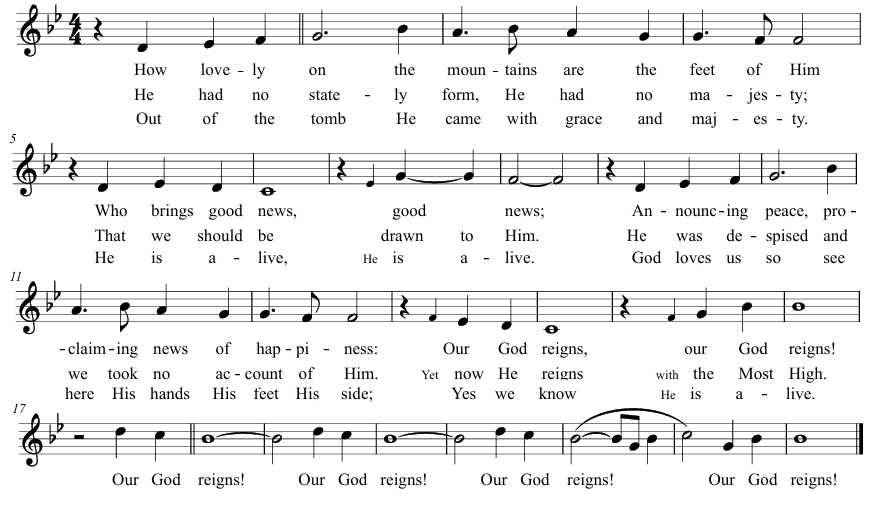 4 4
How love - ly on the moun - tains are the feet of Him
He had no state - ly form, He had no ma - jes - ty;
Out of the tomb He came with grace and maj - es - ty.
5
Who brings good news, good news; An - nounc - ing peace, pro -
That we should be drawn to Him. He was de - spised and
He is a - live, He is a - live. God loves us so see
11
- claim - ing news of hap - pi - ness: Our God reigns, our God reigns!
we took no ac - count of Him. Yet now He reigns with the Most High.
here His hands His feet His side; Yes we know He is a - live.
17
Our God reigns! Our God reigns! Our God reigns! Our God reigns!